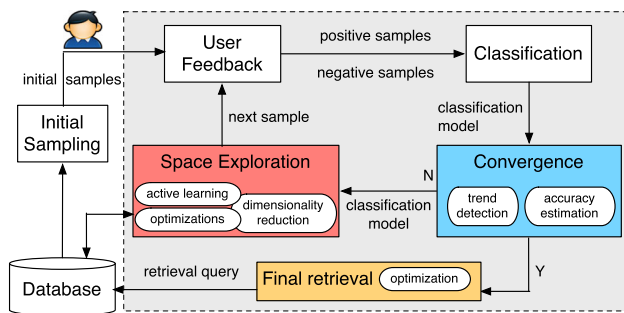 User
Feedback
positive samples
negative samples
Classification
initial samples
Initial
Sampling
next sample
classification
model
Space Exploration
active learning
optimizations
dimensionality
reduction
N
classification
model
Convergence
trend
detection
accuracy
estimation
Y
Final retrieval
optimization
retrieval query
Database